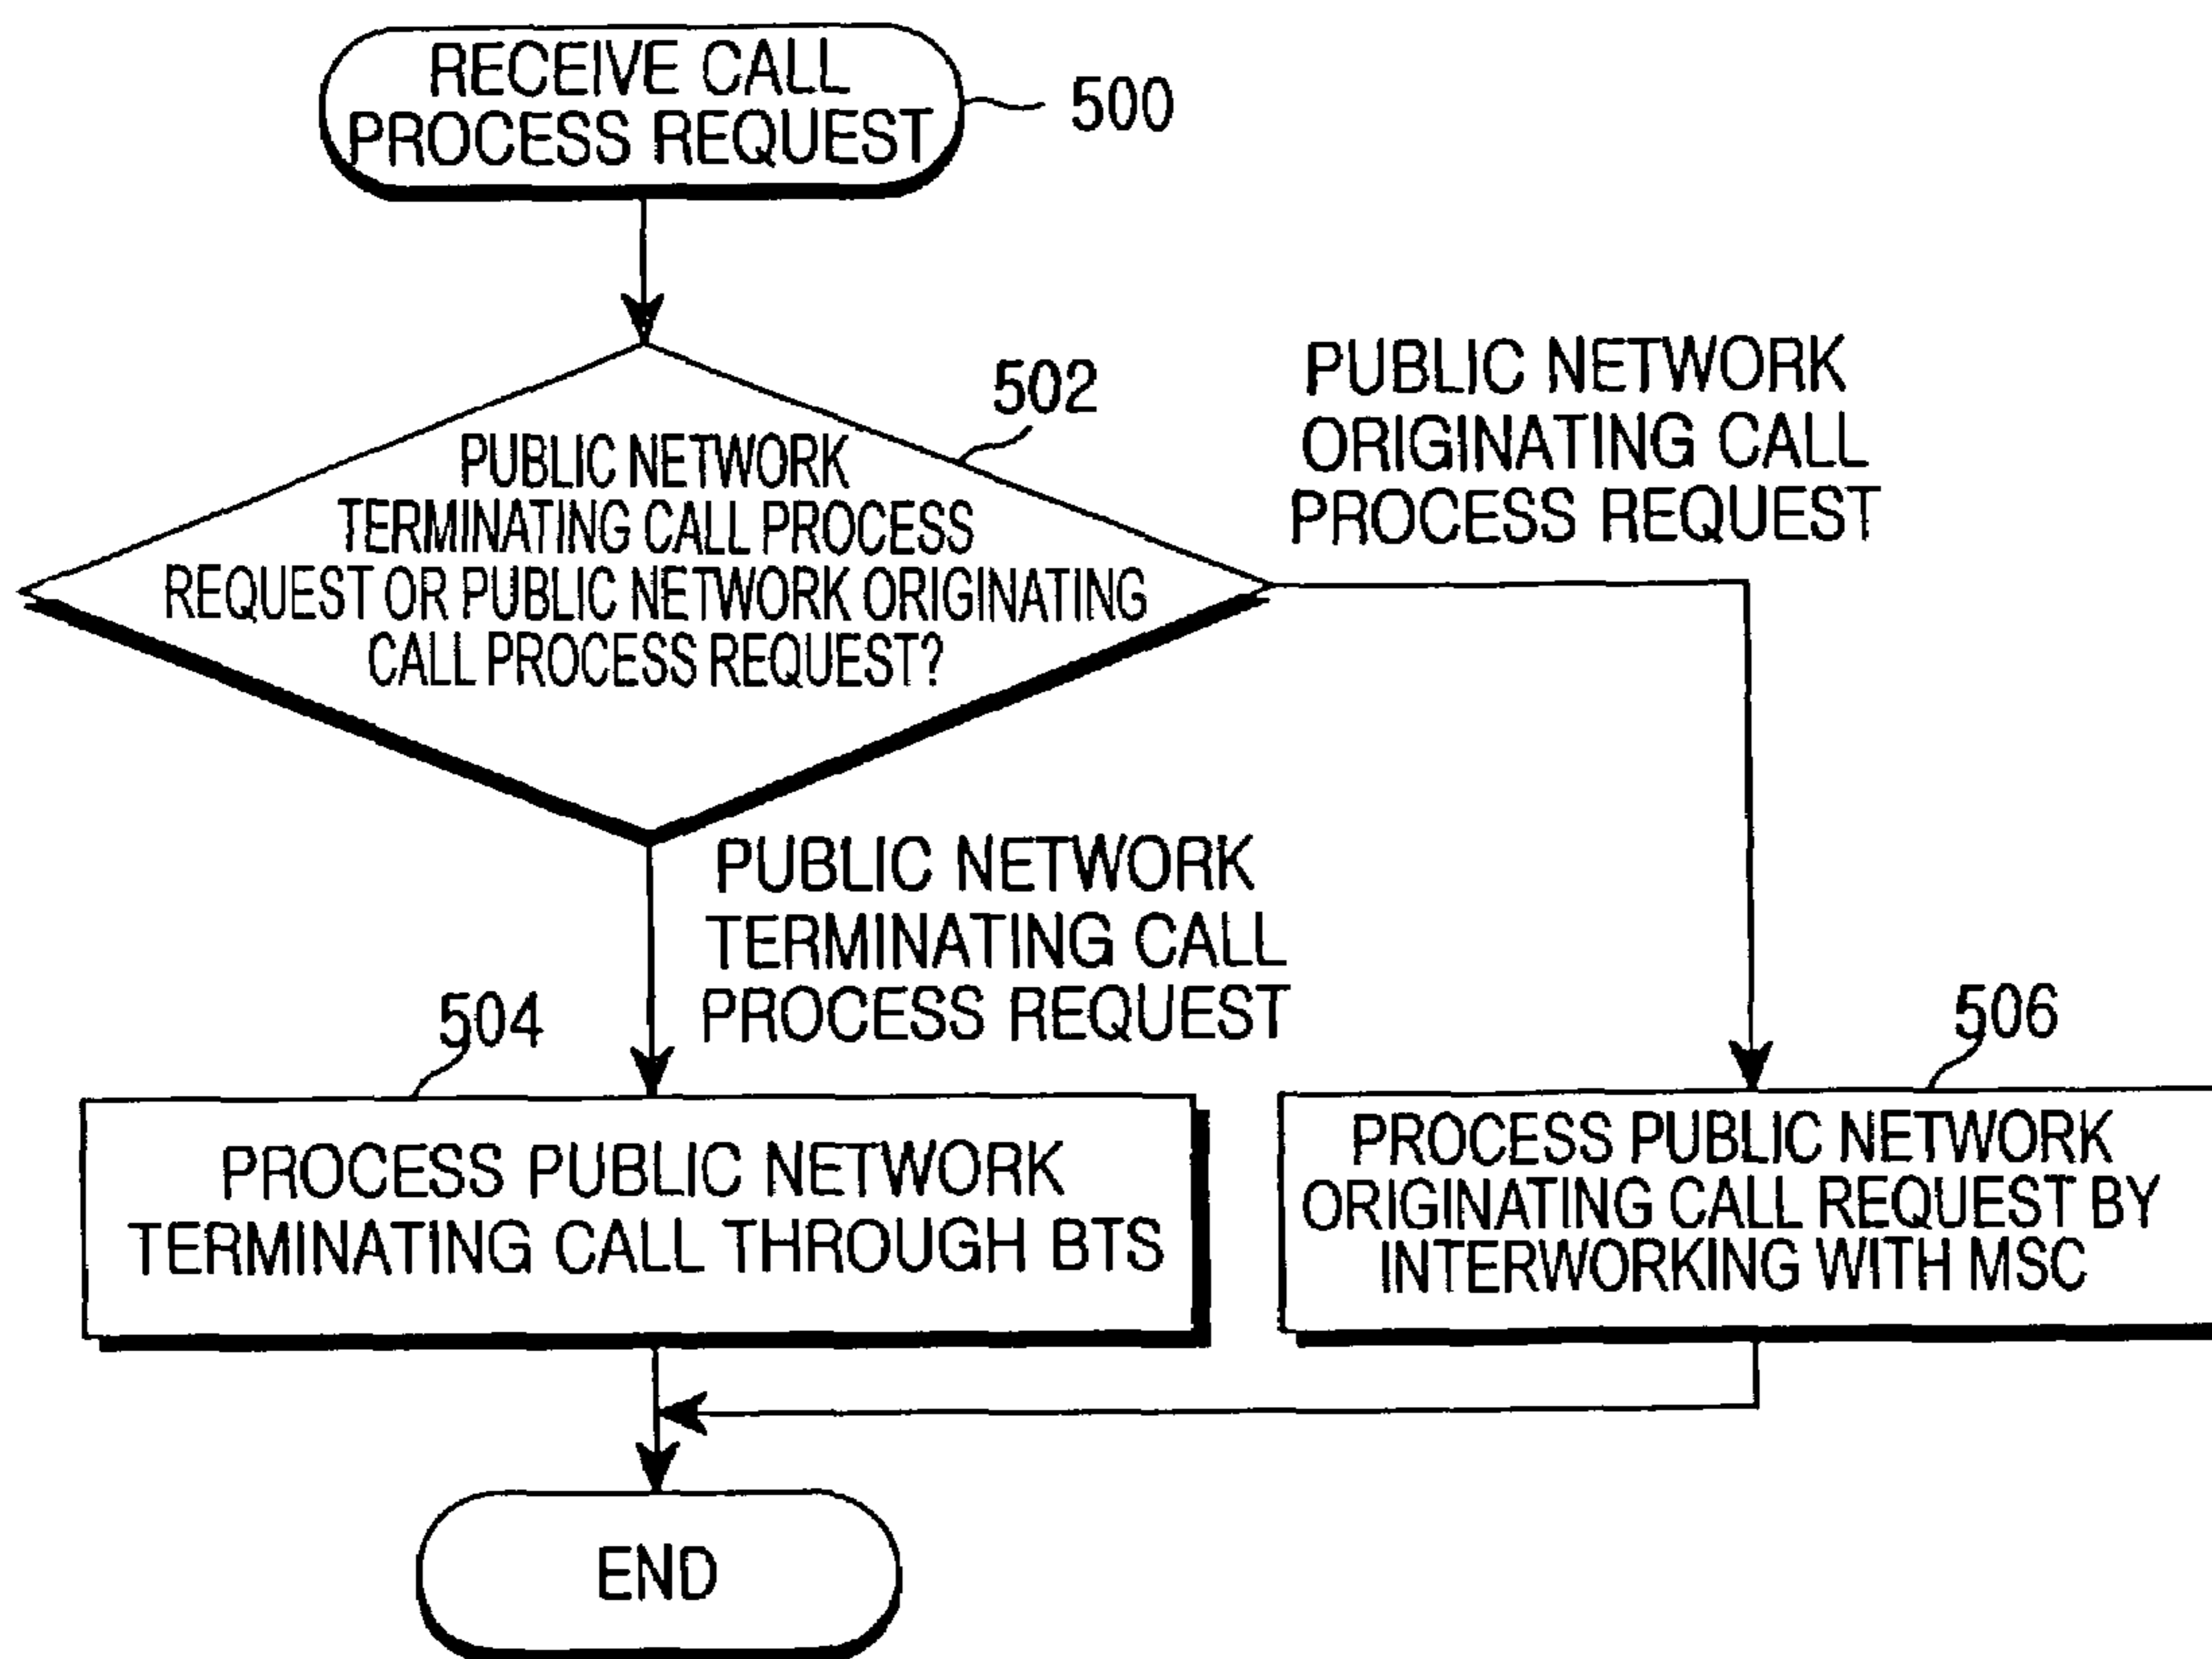 RECEIVE CALL
PROCESS REQUEST
500
502
PUBLIC NETWORK
TERMINATING CALL PROCESS
REQUEST OR PUBLIC NETWORK ORIGINATING
CALL PROCESS REQUEST?
PUBLIC NETWORK
ORIGINATING CALL
PROCESS REQUEST
PUBLIC NETWORK
TERMINATING CALL
PROCESS REQUEST
504
PROCESS PUBLIC NETWORK
TERMINATING CALL THROUGH BTS
506
PROCESS PUBLIC NETWORK
ORIGINATING CALL REQUEST BY
INTERWORKING WITH MSC
END